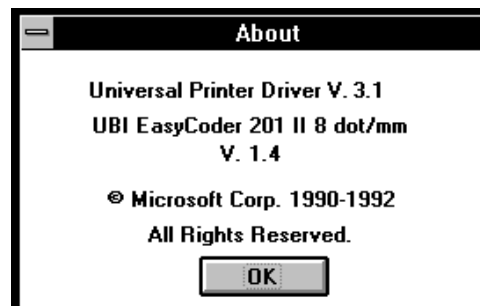 About
Universal Printer Driver V. 3.1
UBI EasyCoder 201 II 8 dot/mm
V. 1.4
© Microsoft Corp. 1990-1992
All Rights Reserved.
OK